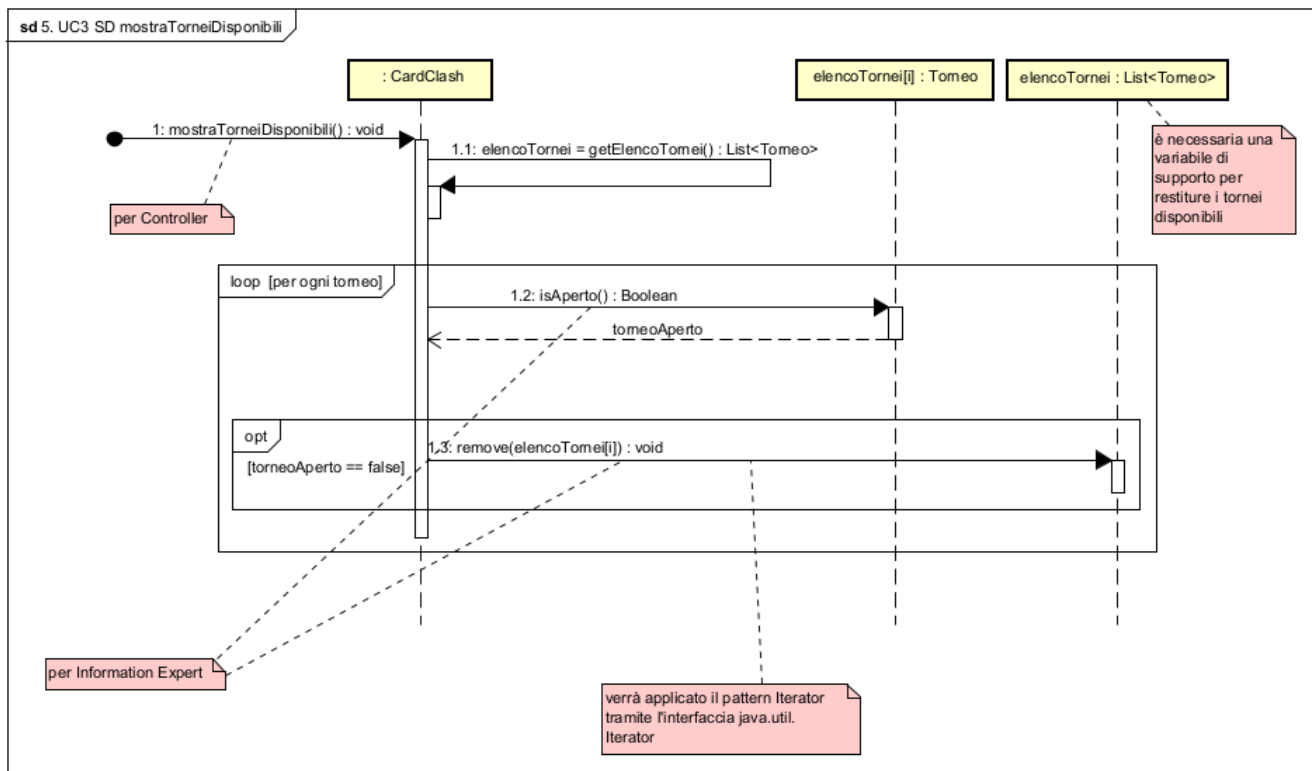 sd 5. UC3 SD mostraTorneiDisponibili
: CardClash
elencoTornei[i] : Torneo
elencoTornei : List<Torneo>
1: mostraTorneiDisponibili() : void
è necessaria una
variabile di
supporto per
restiture i tornei
disponibili
1.1: elencoTornei = getElencoTornei() : List<Torneo>
per Controller
loop [per ogni torneo]
1.2: isAperto() : Boolean
torneoAperto
opt
1.3: remove(elencoTornei[i]) : void
[torneoAperto == false]
per Information Expert
verrà applicato il pattern Iterator
tramite l'interfaccia java.util.
Iterator